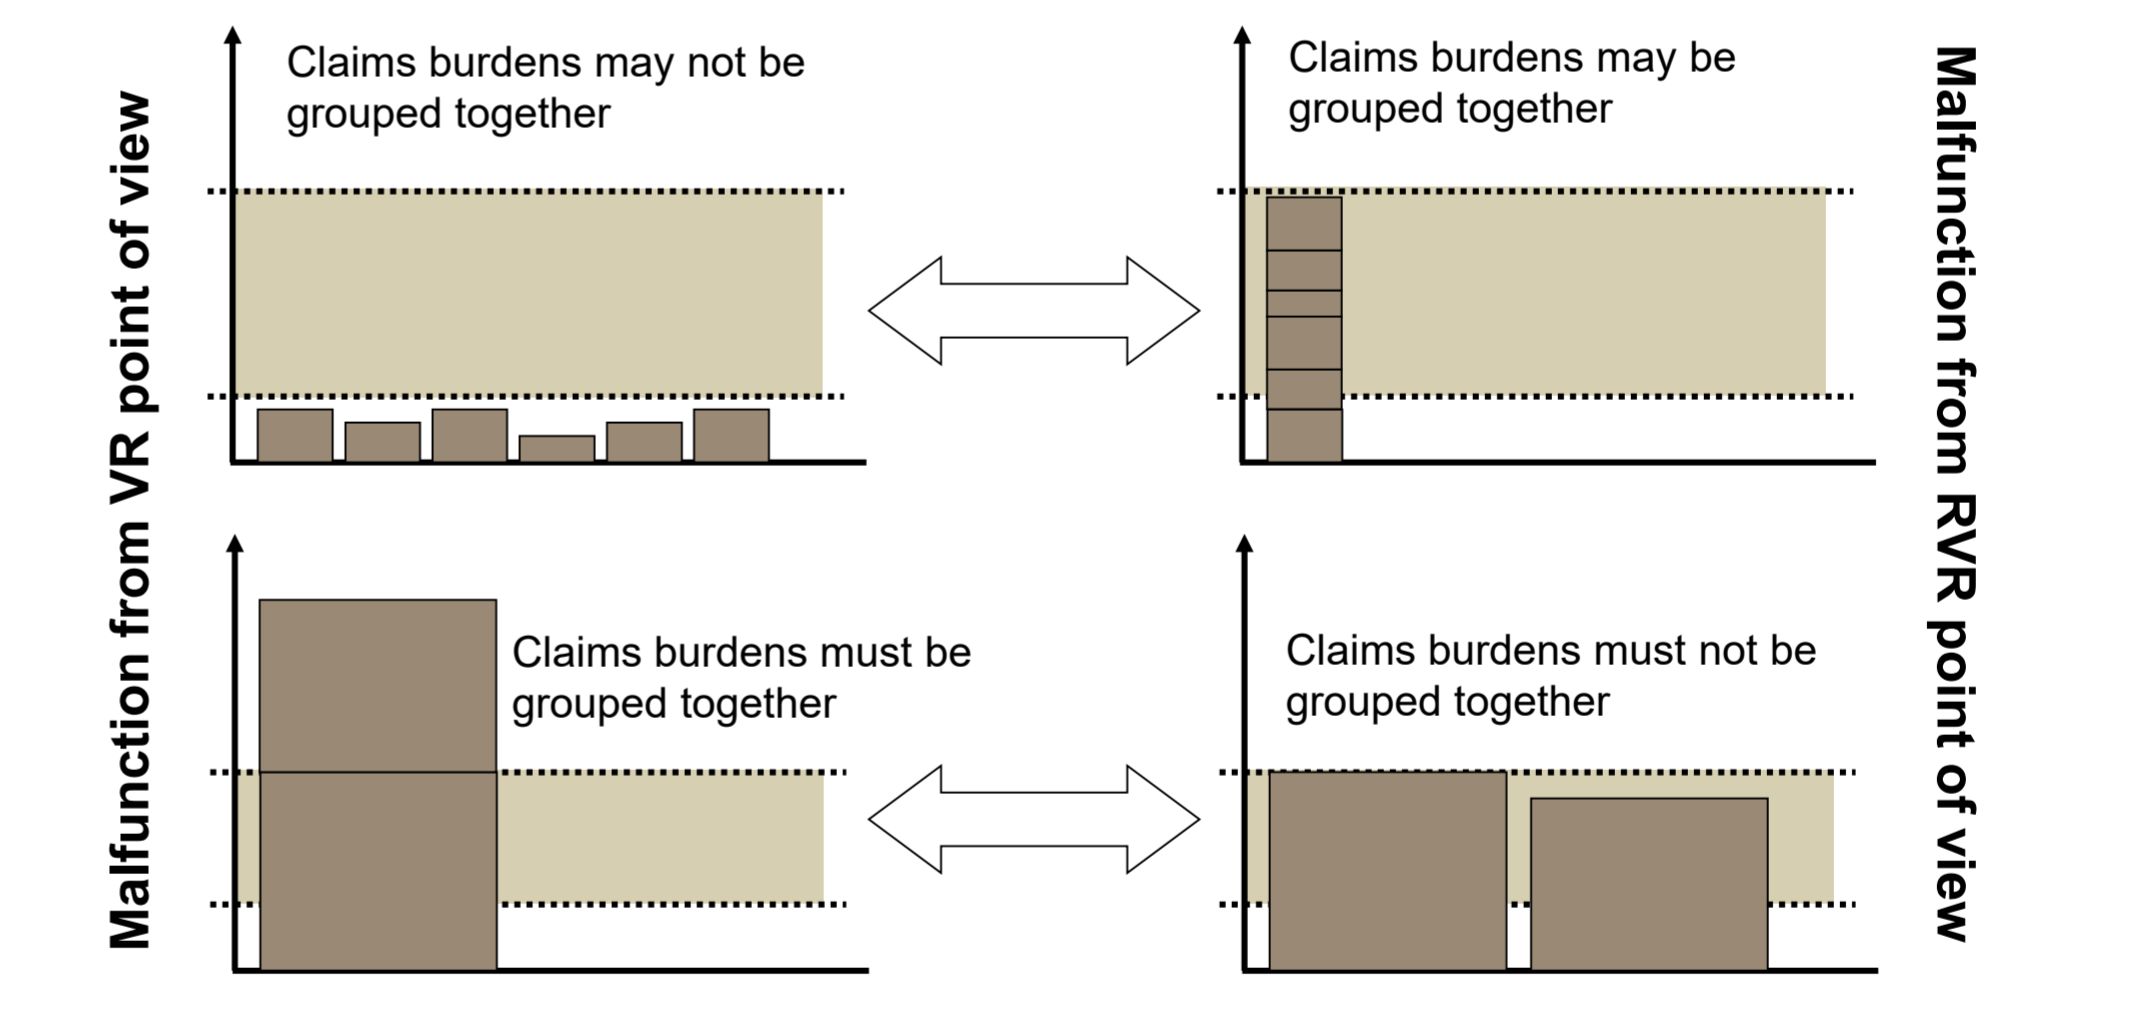 Malfunction from VR point of view
Claims burdens may not be
grouped together
Claims burdens may be
grouped together
Claims burdens must be
grouped together
Claims burdens must not be
grouped together
Malfunction from RVR point of view